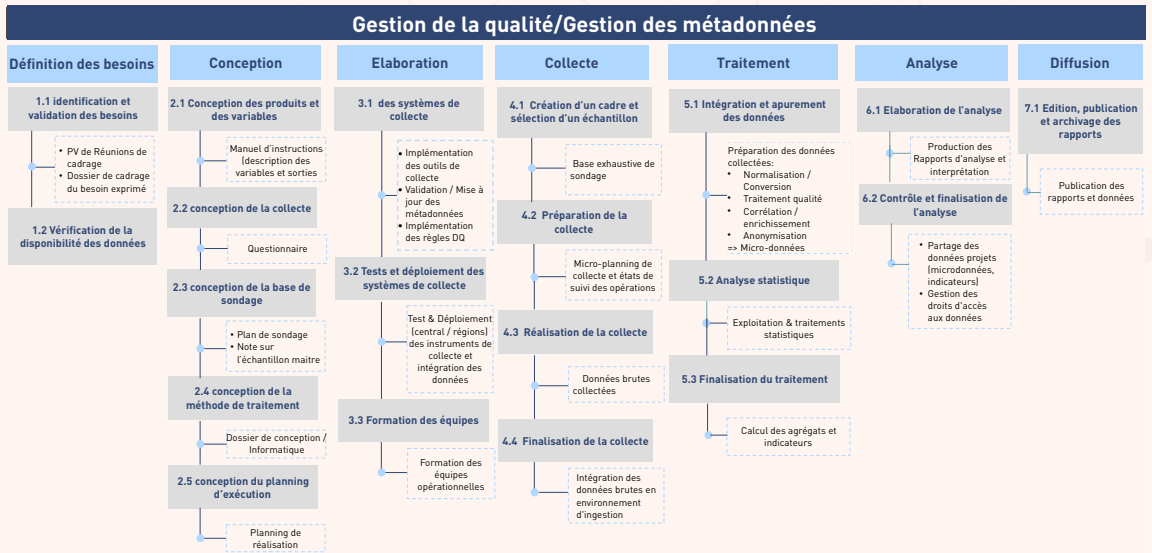 Gestion de la qualité/Gestion des métadonnées
Définition des besoins
1.1 identification et
validation des besoins
• PV de Réunions de
cadrage
• Dossier de cadrage
du besoin exprimé
1.2 Vérification de la
disponibilité des données
Conception
2.1 Conception des produits et
des variables
Manuel d'instructions
(description des
variables et sorties
2.2 conception de la collecte
Questionnaire
2.3 conception de la base de
sondage
• Plan de sondage
• Note sur
l'échantillon maitre
2.4 conception de la
méthode de traitement
Dossier de conception /
Informatique
2.5 conception du planning
d'exécution
Planning de
réalisation
Elaboration
3.1 des systèmes de
collecte
• Implémentation
des outils de
collecte
• Validation / Mise à
jour des
métadonnées
• Implémentation
des règles DQ
3.2 Tests et déploiement des
systèmes de collecte
Test & Déploiement
(central / régions)
des instruments de
collecte et
intégration des
données
3.3 Formation des équipes
Formation des
équipes
opérationnelles
Collecte
4.1 Création d'un cadre et
sélection d'un échantillon
Base exhaustive de
sondage
4.2 Préparation de la
collecte
Micro-planning de
collecte et états de
suivi des opérations
4.3 Réalisation de la collecte
Données brutes
collectées
4.4 Finalisation de la collecte
Intégration des
données brutes en
environnement
d'ingestion
Traitement
5.1 Intégration et apurement
des données
Préparation des données
collectées:
• Normalisation /
Conversion
• Traitement qualité
• Corrélation /
enrichissement
• Anonymisation
=> Micro-données
5.2 Analyse statistique
Exploitation & traitements
statistiques
5.3 Finalisation du traitement
Calcul des agrégats et
indicateurs
Analyse
6.1 Elaboration de l'analyse
Production des
Rapports d'analyse et
interprétation
6.2 Contrôle et finalisation de
l'analyse
• Partage des
données projets
(microdonnées,
indicateurs)
• Gestion des
droits d'accès
aux données
Diffusion
7.1 Edition, publication
et archivage des
rapports
Publication des
rapports et données